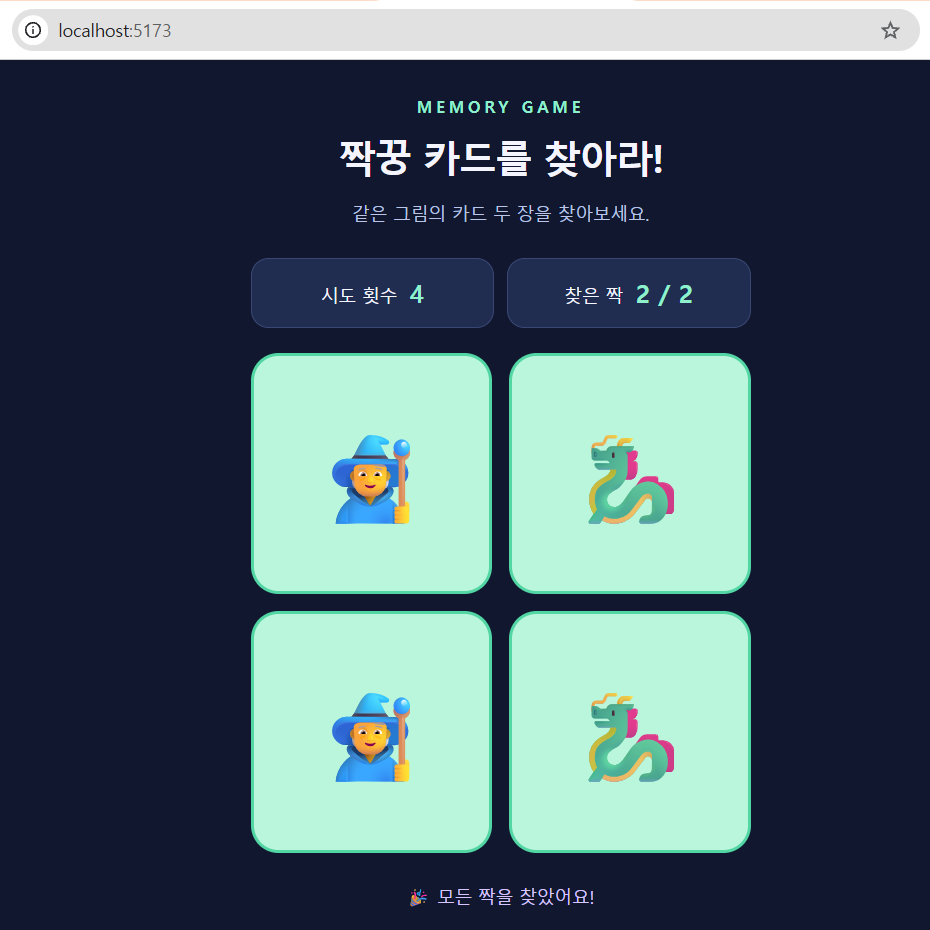 localhost:5173
MEMORY GAME
짝꿍 카드를 찾아라!
같은 그림의 카드 두 장을 찾아보세요.
시도 횟수 4
찾은 짝 2 / 2
🎉 모든 짝을 찾았어요!